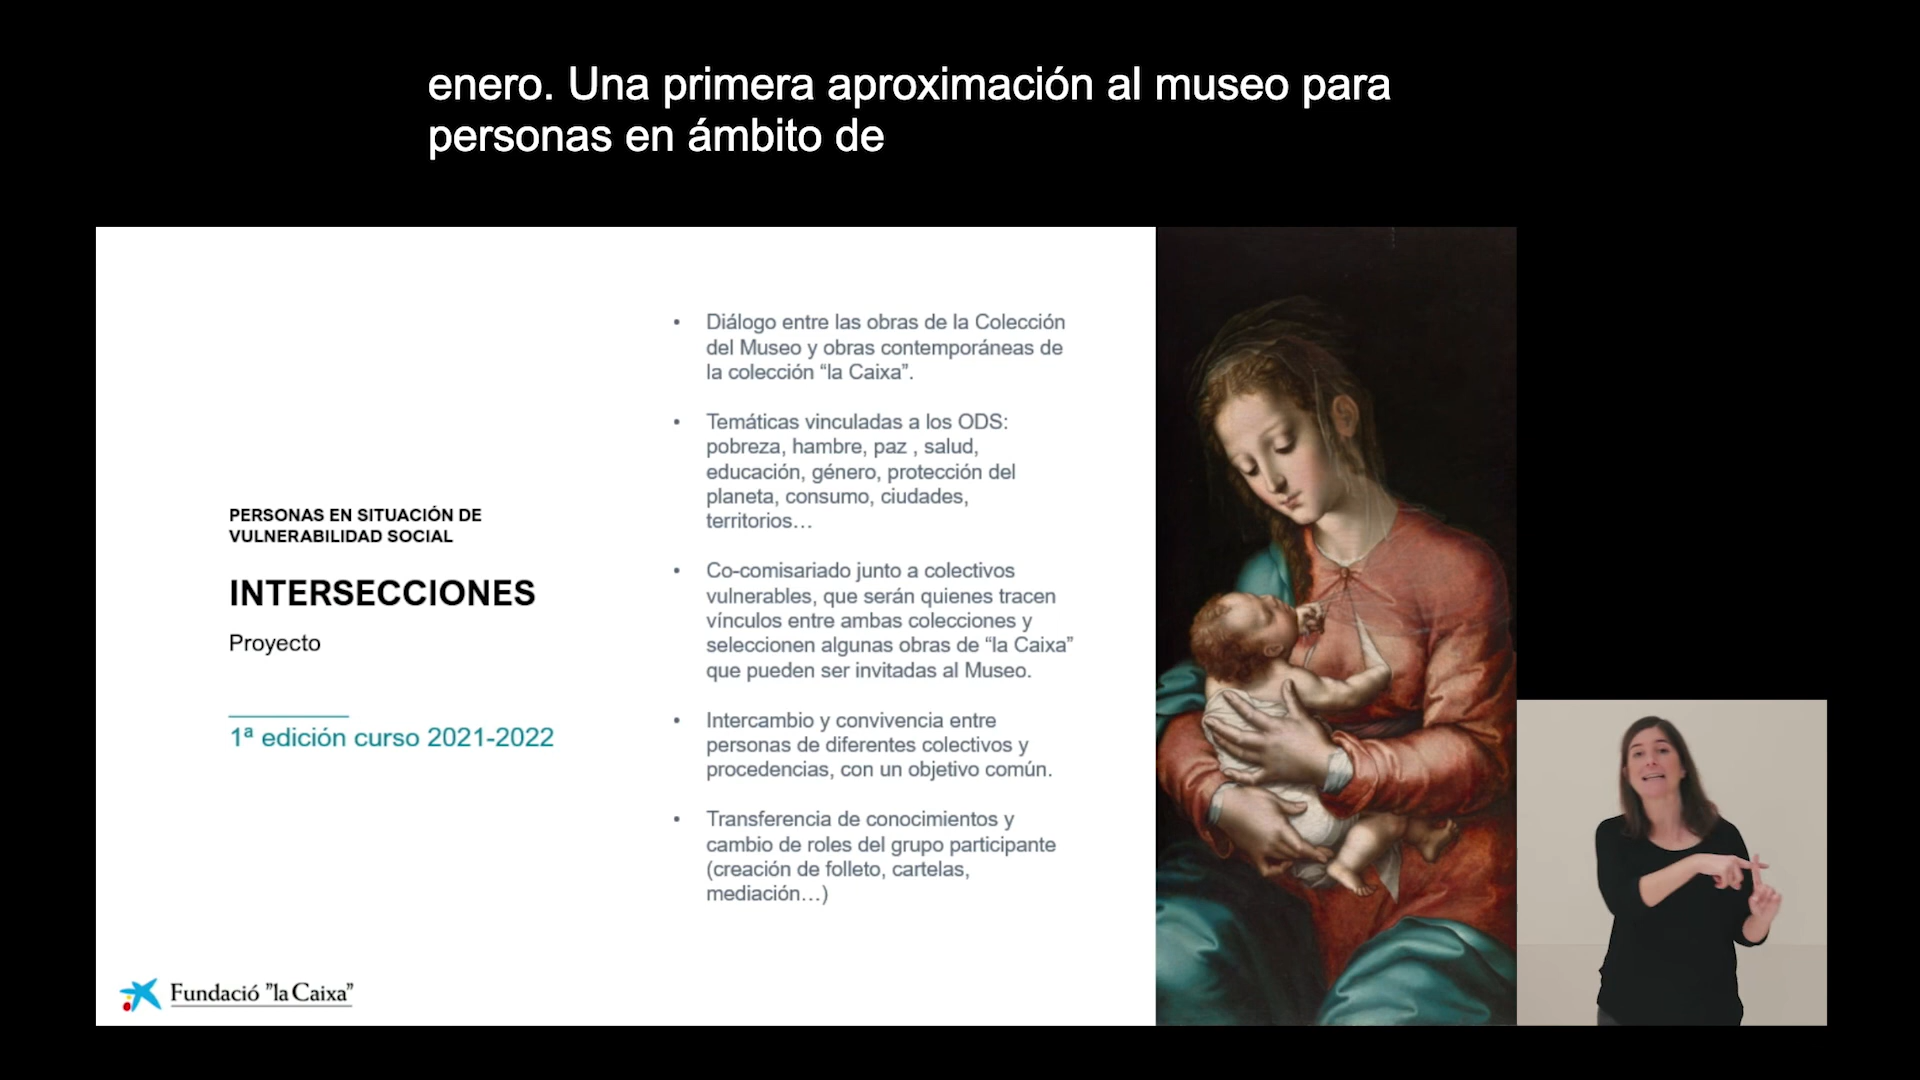 enero. Una primera aproximación al museo para
personas en ámbito de
PERSONAS EN SITUACIÓN DE
VULNERABILIDAD SOCIAL
INTERSECCIONES
Proyecto
1ª edición curso 2021-2022
• Diálogo entre las obras de la Colección
del Museo y obras contemporáneas de
la colección “la Caixa”.
• Temáticas vinculadas a los ODS:
pobreza, hambre, paz , salud,
educación, género, protección del
planeta, consumo, ciudades,
territorios…
• Co-comisariado junto a colectivos
vulnerables, que serán quienes tracen
vínculos entre ambas colecciones y
seleccionen algunas obras de “la Caixa”
que pueden ser invitadas al Museo.
• Intercambio y convivencia entre
personas de diferentes colectivos y
procedencias, con un objetivo común.
• Transferencia de conocimientos y
cambio de roles del grupo participante
(creación de folleto, cartelas,
mediación…)
Fundació ”la Caixa”